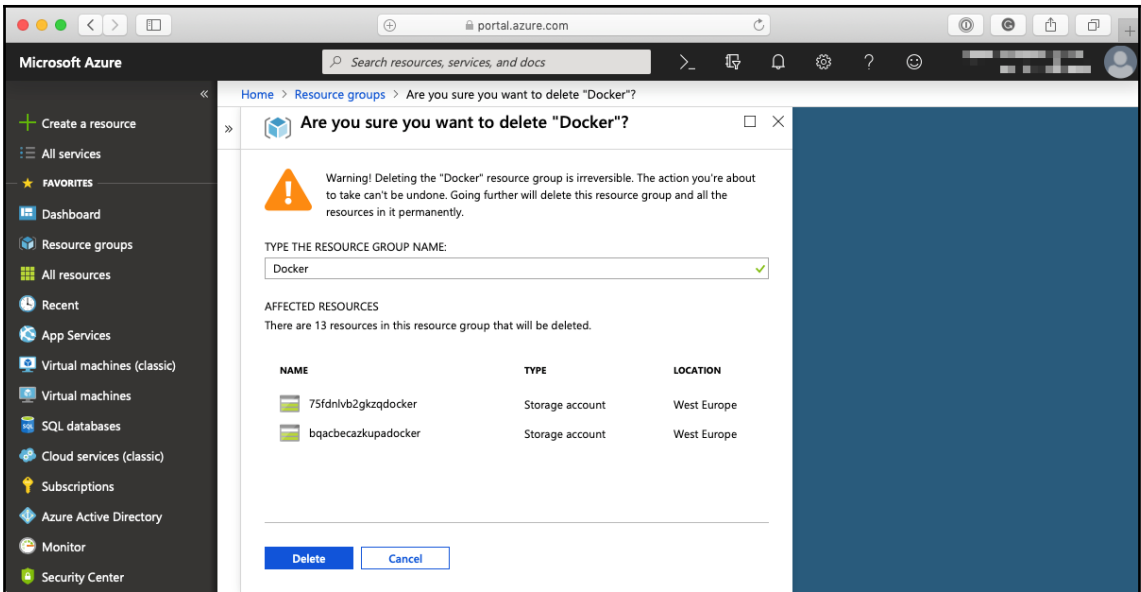 portal.azure.com
Microsoft Azure
Search resources, services, and docs
Home > Resource groups > Are you sure you want to delete "Docker"?
Create a resource
All services
FAVORITES
Dashboard
Resource groups
All resources
Recent
App Services
Virtual machines (classic)
Virtual machines
SQL databases
Cloud services (classic)
Subscriptions
Azure Active Directory
Monitor
Security Center
Are you sure you want to delete "Docker"?
Warning! Deleting the "Docker" resource group is irreversible. The action you're about
to take can't be undone. Going further will delete this resource group and all the
resources in it permanently.
TYPE THE RESOURCE GROUP NAME:
Docker
AFFECTED RESOURCES
There are 13 resources in this resource group that will be deleted.
NAME TYPE LOCATION
75fdnlvb2gkzqdocker Storage account West Europe
bqacbecazkupadocker Storage account West Europe
Delete Cancel